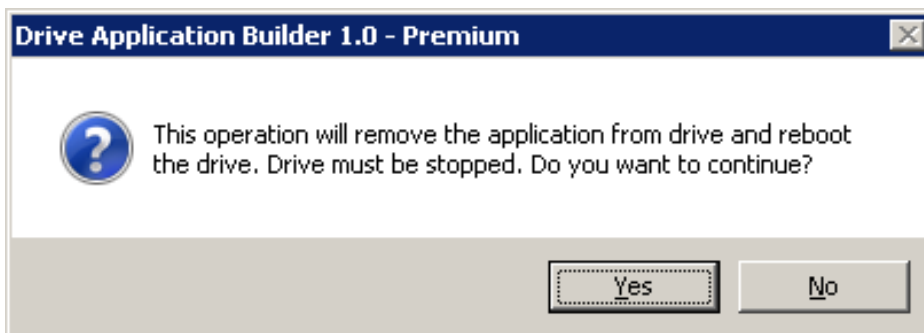 Drive Application Builder 1.0 - Premium
?
This operation will remove the application from drive and reboot
the drive. Drive must be stopped. Do you want to continue?
Yes
No